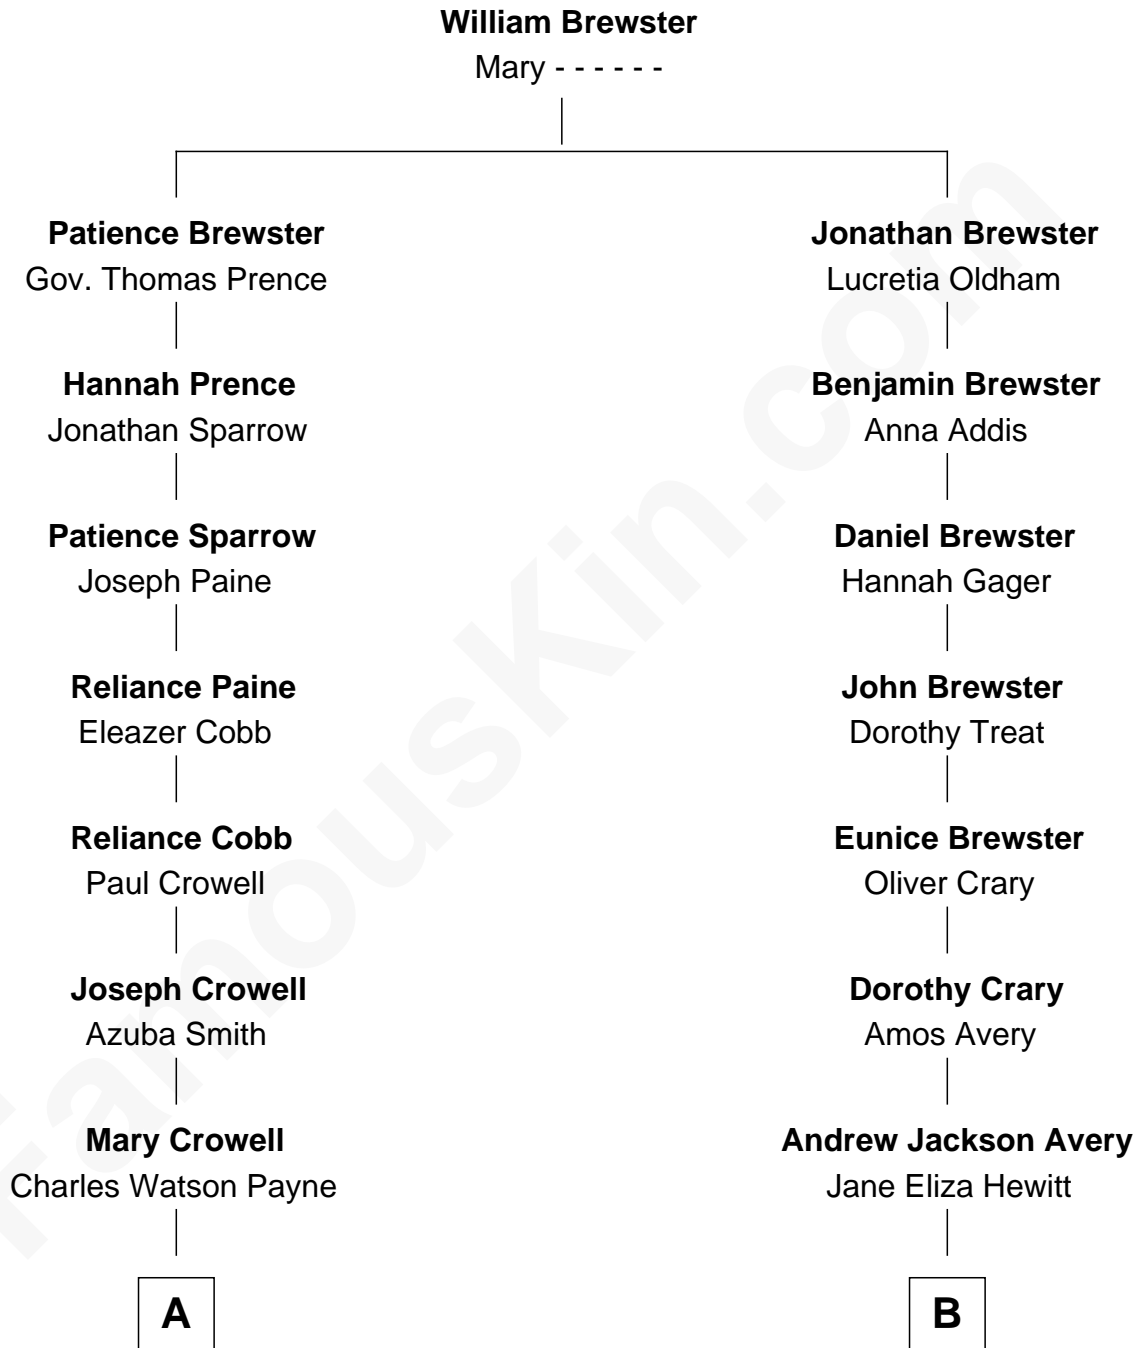 William Brewster
Mary - - - - - -
Patience Brewster
Gov. Thomas Prence
Hannah Prence
Jonathan Sparrow
Patience Sparrow
Joseph Paine
Reliance Paine
Eleazer Cobb
Reliance Cobb
Paul Crowell
Joseph Crowell
Azuba Smith
Mary Crowell
Charles Watson Payne
A
Jonathan Brewster
Lucretia Oldham
Benjamin Brewster
Anna Addis
Daniel Brewster
Hannah Gager
John Brewster
Dorothy Treat
Eunice Brewster
Oliver Crary
Dorothy Crary
Amos Avery
Andrew Jackson Avery
Jane Eliza Hewitt
B
FamousKin.com